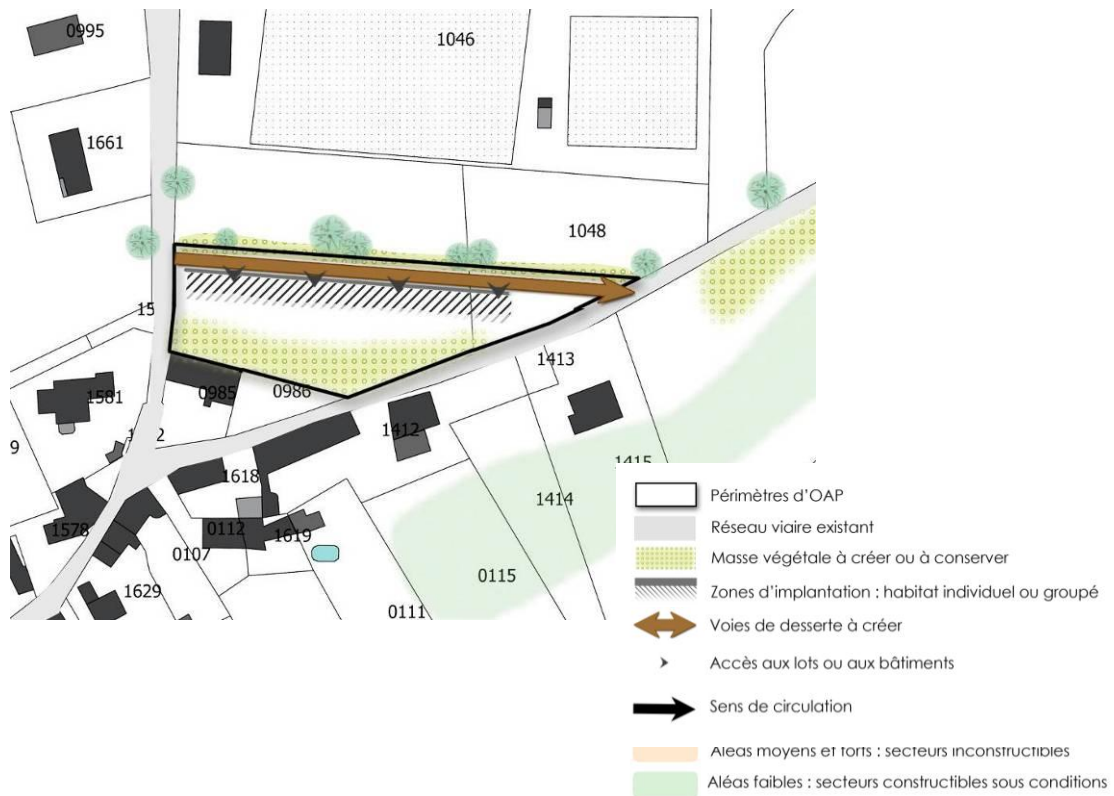 0995
1046
1661
1048
15
1413
0985
0986
1581
1412
9
1415
1618
1414
1578
0112
1619
0107
0115
1629
0111
Périmètres d'OAP
Réseau viaire existant
Masse végétale à créer ou à conserver
Zones d'implantation : habitat individuel ou groupé
Voies de desserte à créer
Accès aux lots ou aux bâtiments
Sens de circulation
Aléas moyens et forts : secteurs inconstructibles
Aléas faibles : secteurs constructibles sous conditions